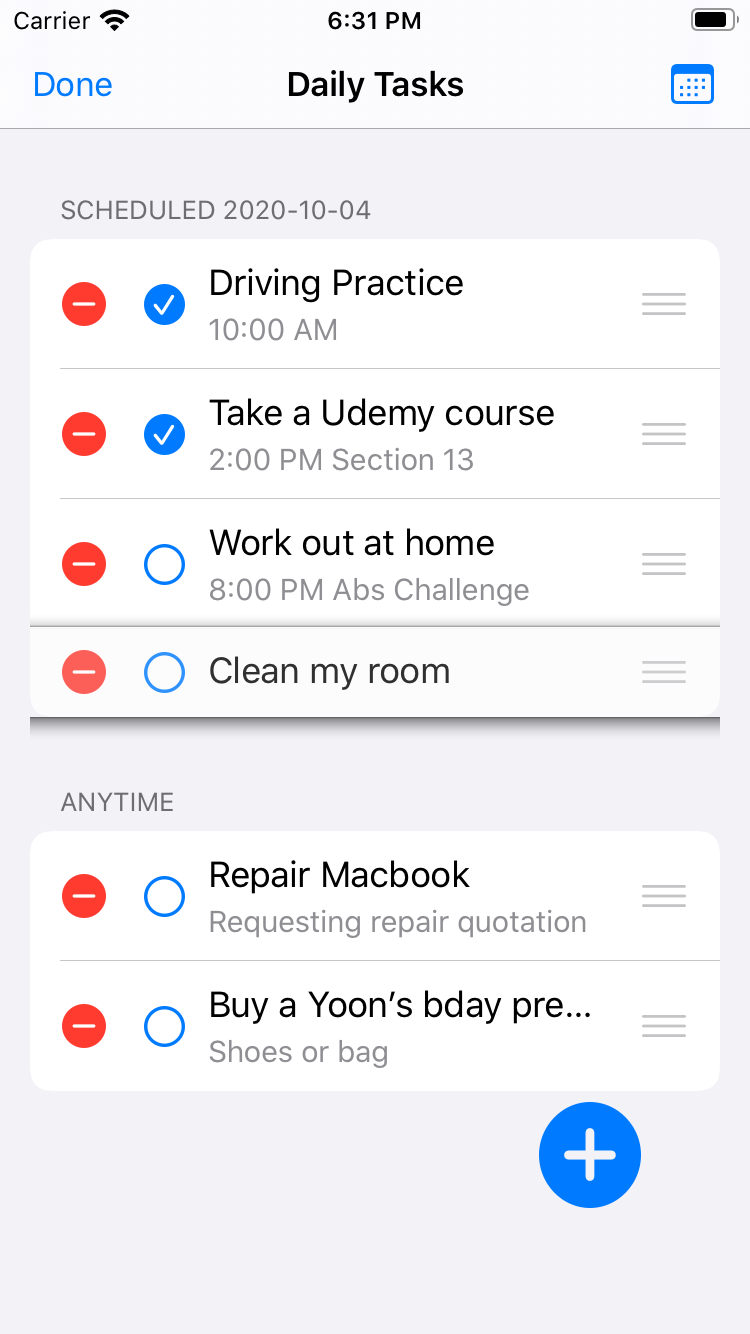 Carrier 6:31 PM
Done Daily Tasks
SCHEDULED 2020-10-04
Driving Practice
10:00 AM
Take a Udemy course
2:00 PM Section 13
Work out at home
8:00 PM Abs Challenge
Clean my room
ANYTIME
Repair Macbook
Requesting repair quotation
Buy a Yoon’s bday pre...
Shoes or bag